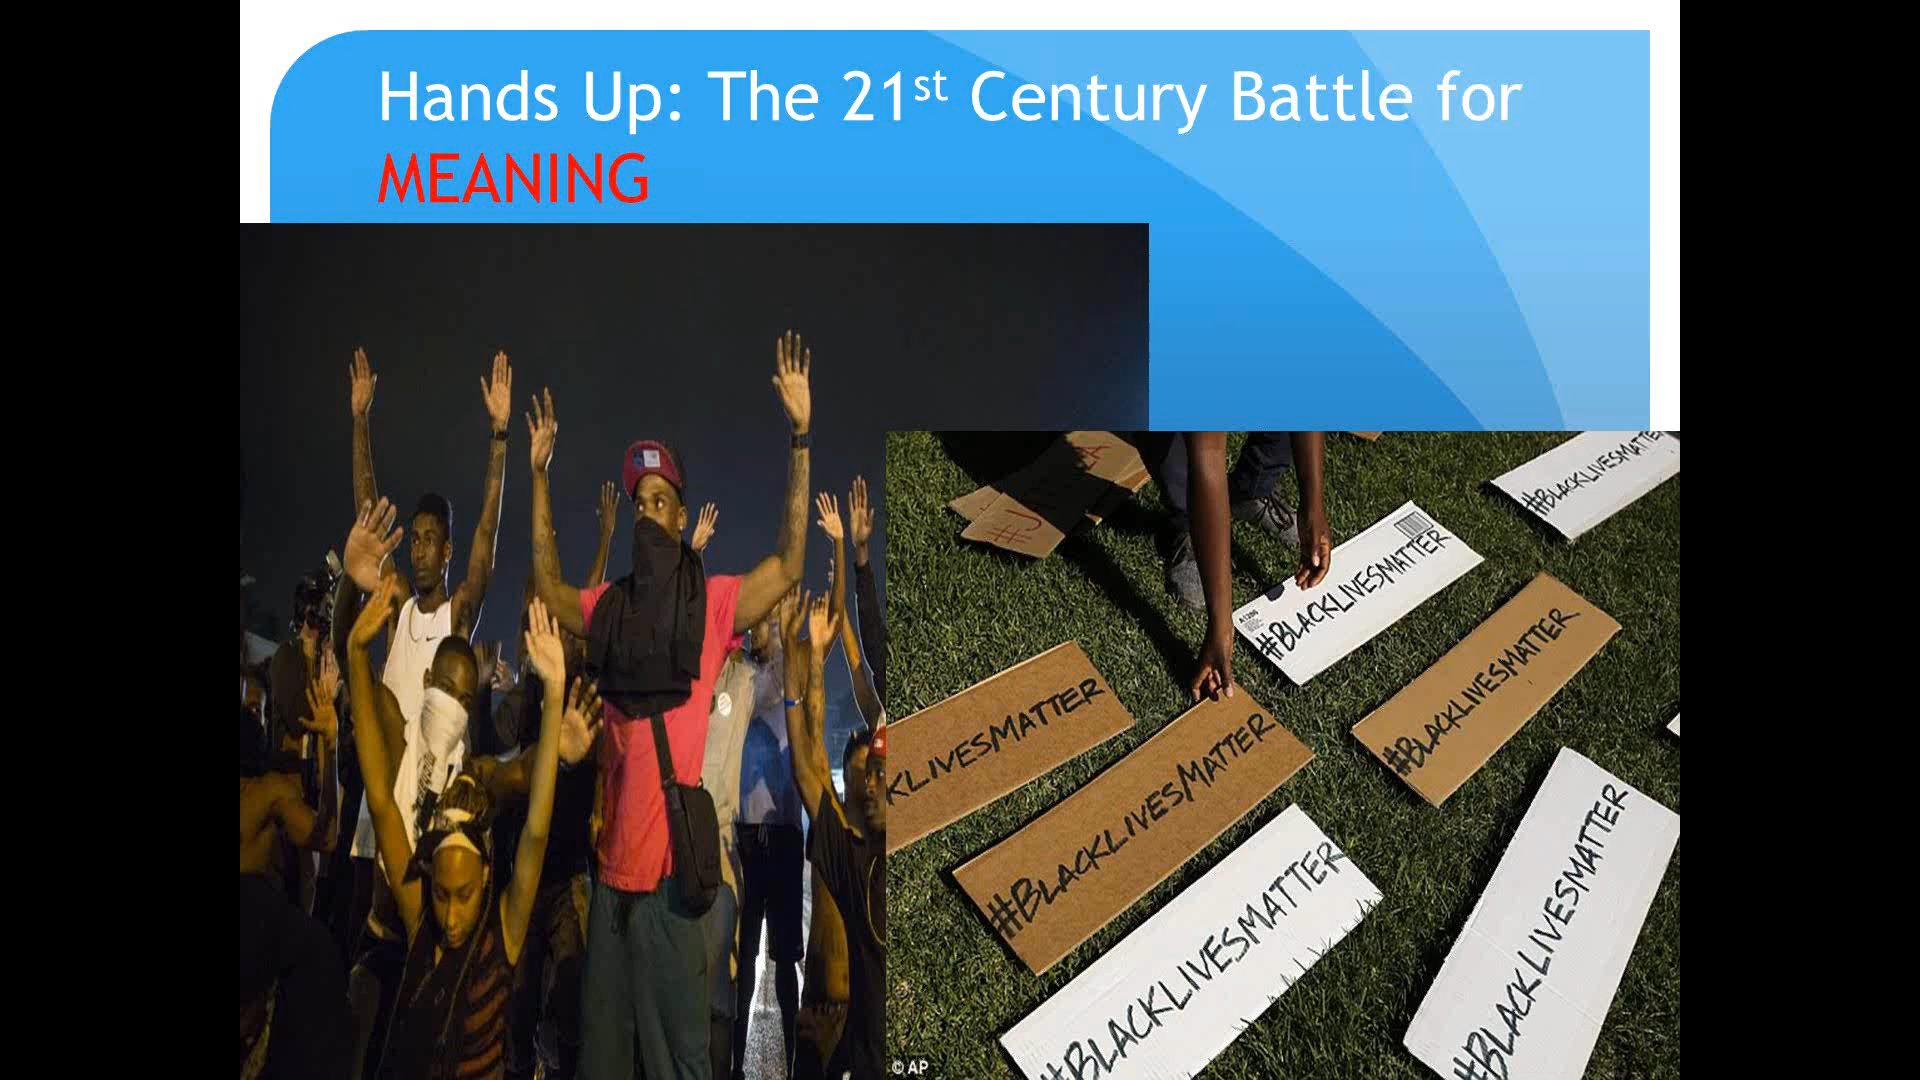 Hands Up: The 21st Century Battle for
MEANING
#BLACKLIVESMATTER
#BLACKLIVESMATTER
#BLACKLIVESMATTER
KLIVESMATTER
#BLACKLIVESMATTER
#BLACKLIVESMATTER
#BLACKLIVESMATTER
© AP